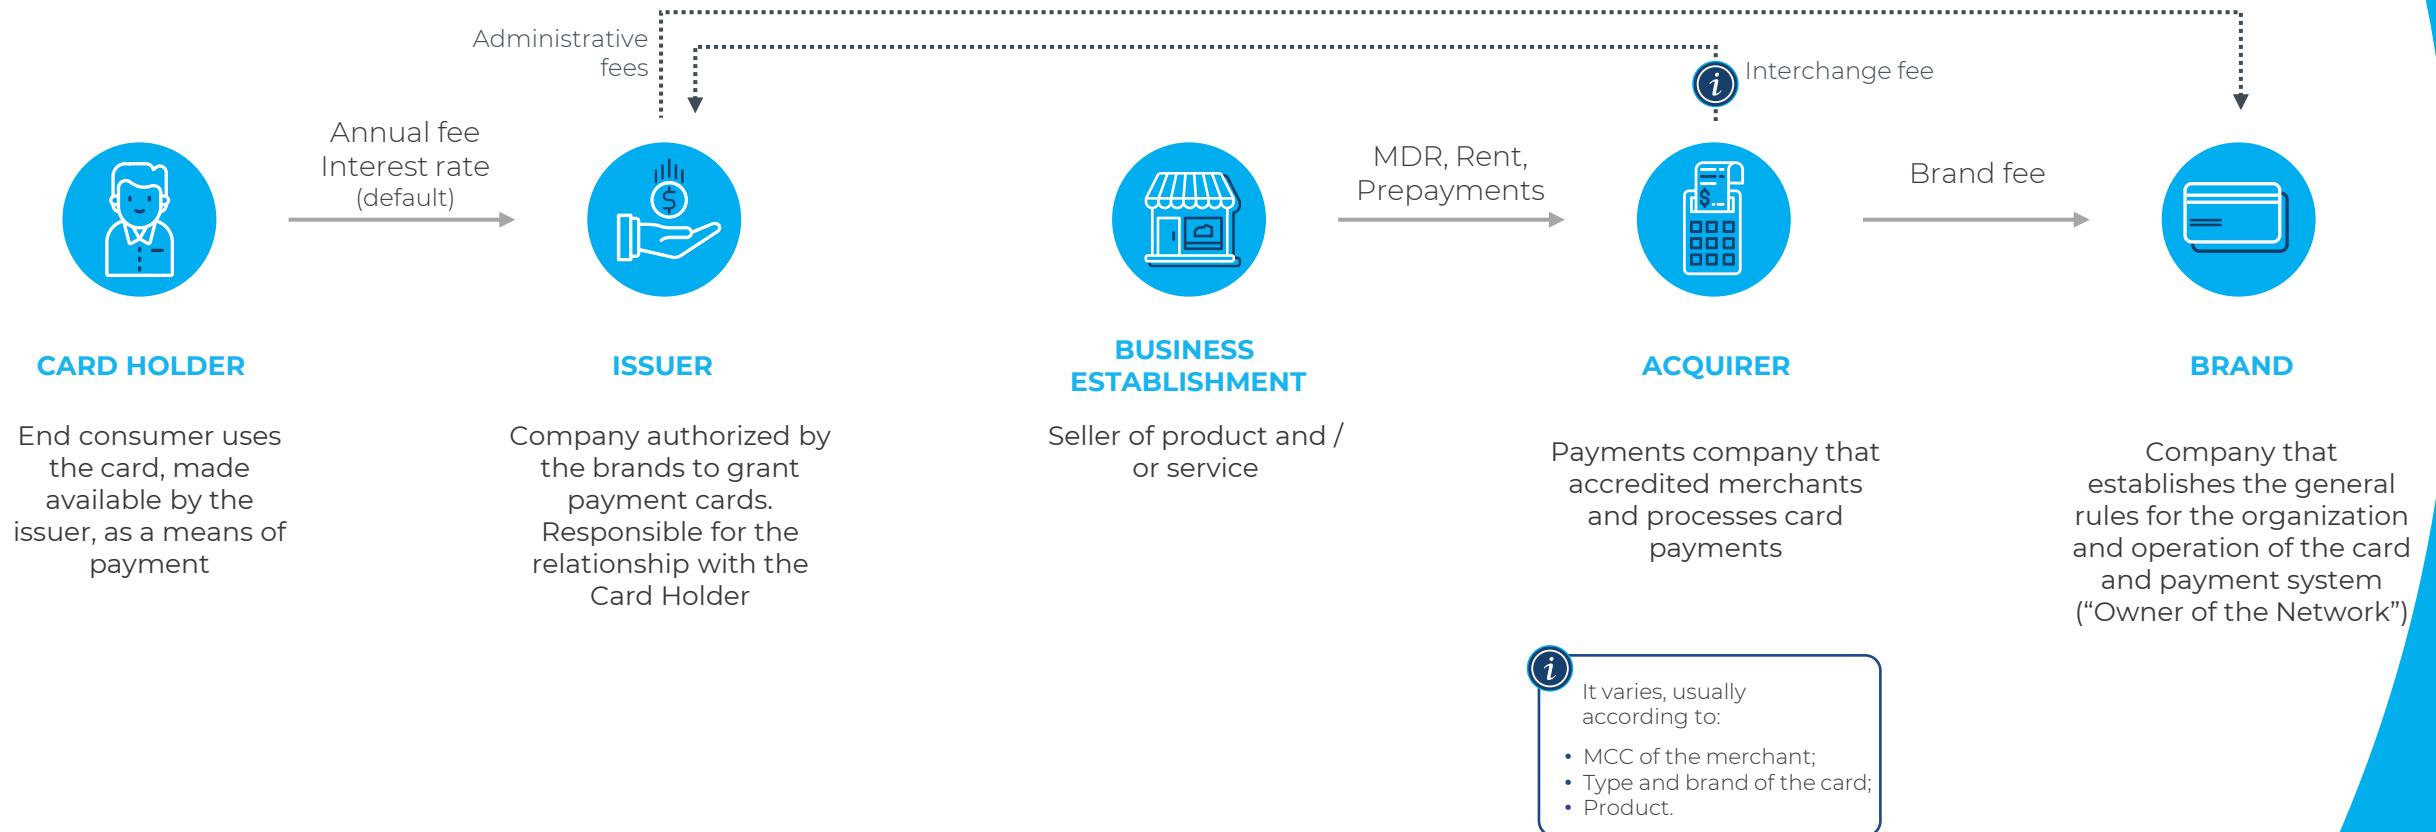 Administrative
fees
Interchange fee
Annual fee
Interest rate
(default)
MDR, Rent,
Prepayments
Brand fee
CARD HOLDER
End consumer uses
the card, made
available by the
issuer, as a means of
payment
ISSUER
Company authorized by
the brands to grant
payment cards.
Responsible for the
relationship with the
Card Holder
BUSINESS
ESTABLISHMENT
Seller of product and /
or service
ACQUIRER
Payments company that
accredited merchants
and processes card
payments
BRAND
Company that
establishes the general
rules for the organization
and operation of the card
and payment system
(“Owner of the Network”)
i
$
$
i
It varies, usually
according to:
• MCC of the merchant;
• Type and brand of the card;
• Product.